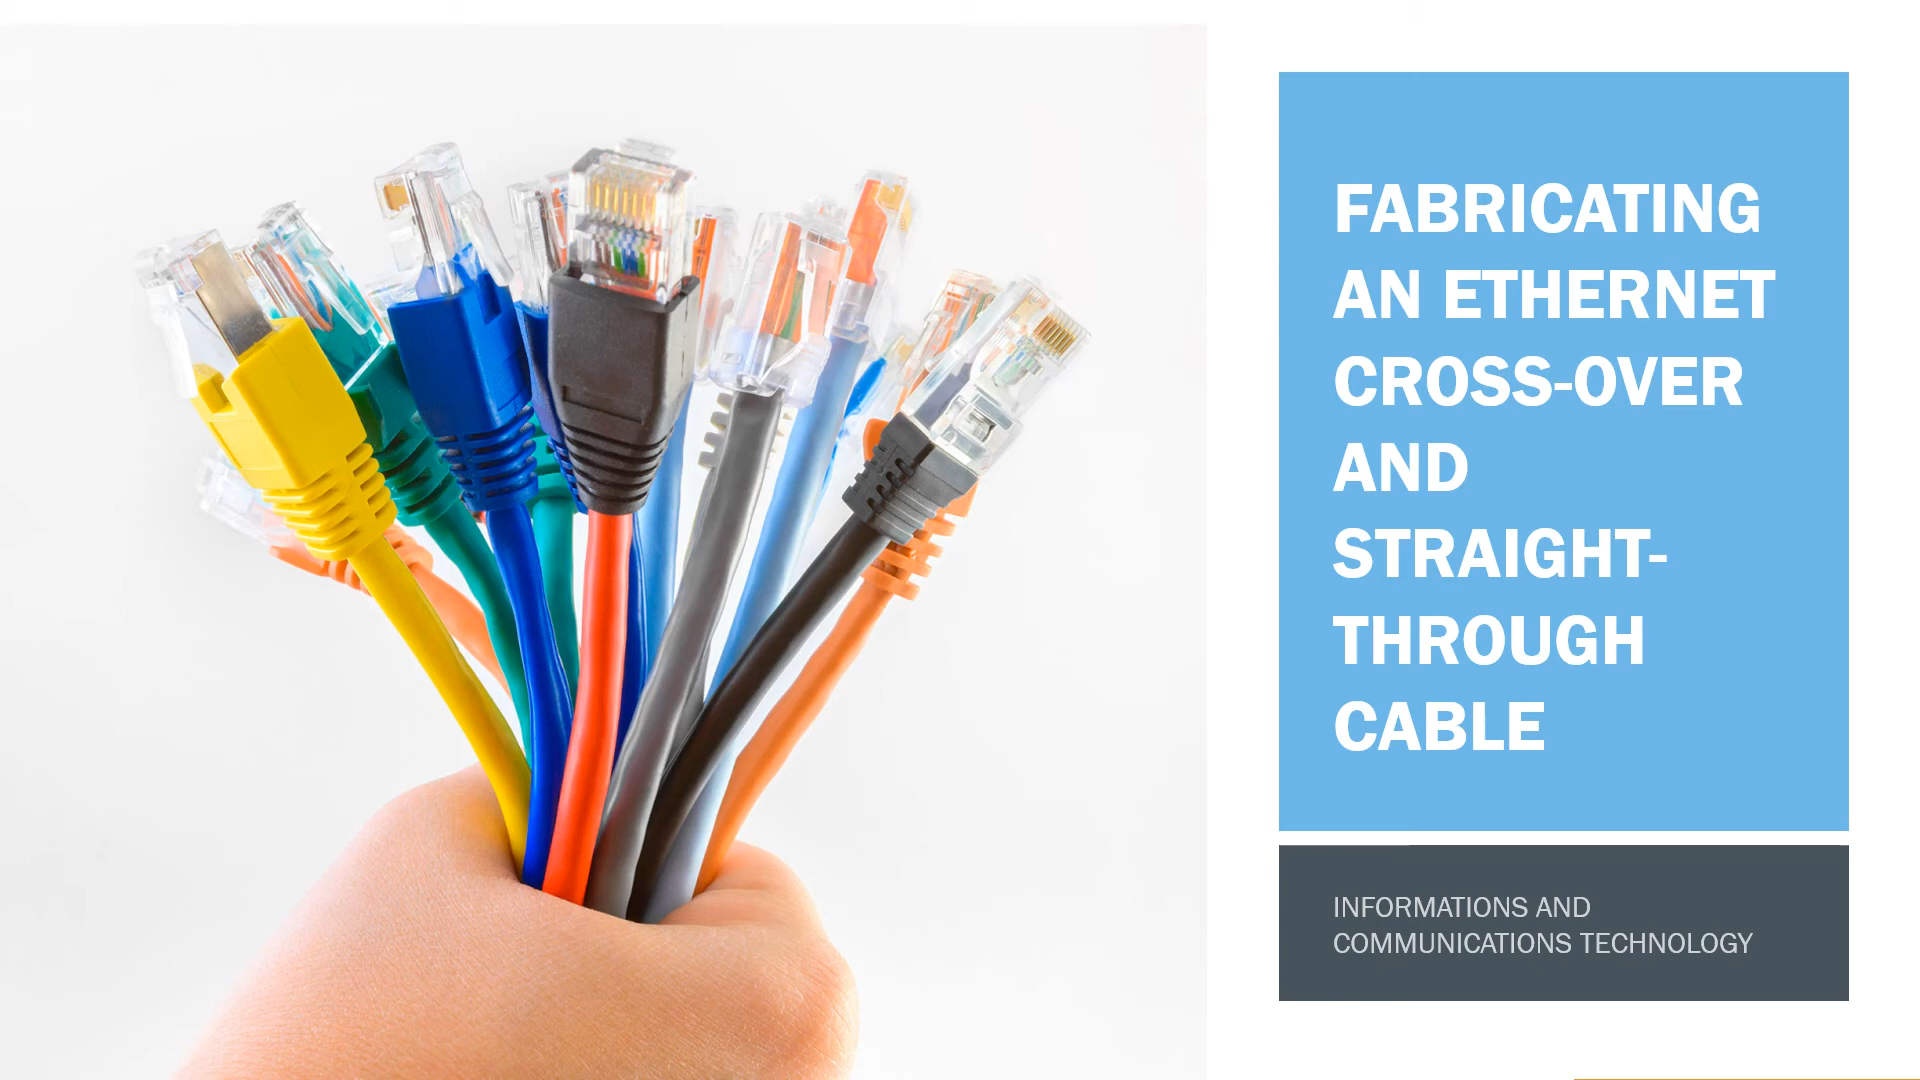 FABRICATING
AN ETHERNET
CROSS-OVER
AND
STRAIGHT-
THROUGH
CABLE
INFORMATIONS AND
COMMUNICATIONS TECHNOLOGY